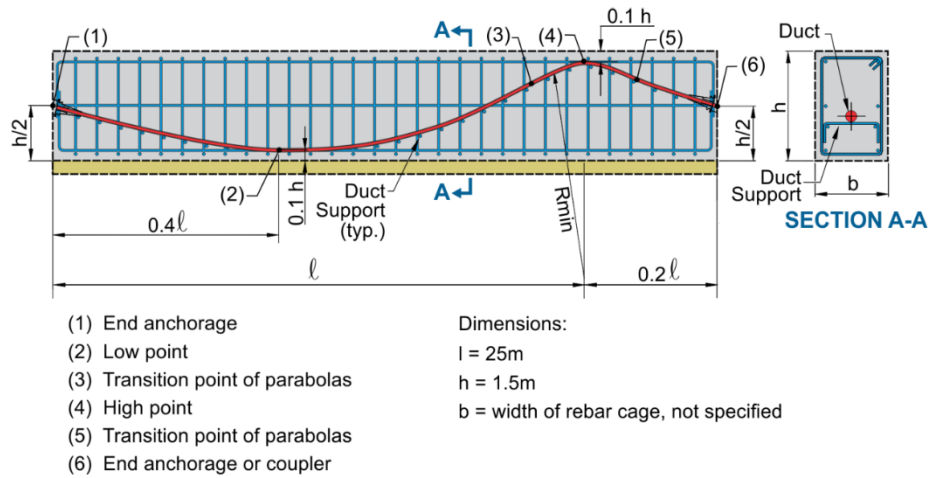 (1)
A
(3)
(4)
0.1 h
(5)
Duct
(6)
h/2
h/2
h
(2)
0.1 h
Duct
Support
(typ.)
A
Rmin
Duct
Support
b
SECTION A-A
0.4ℓ
ℓ
0.2ℓ
(1) End anchorage
(2) Low point
(3) Transition point of parabolas
(4) High point
(5) Transition point of parabolas
(6) End anchorage or coupler
Dimensions:
l = 25m
h = 1.5m
b = width of rebar cage, not specified